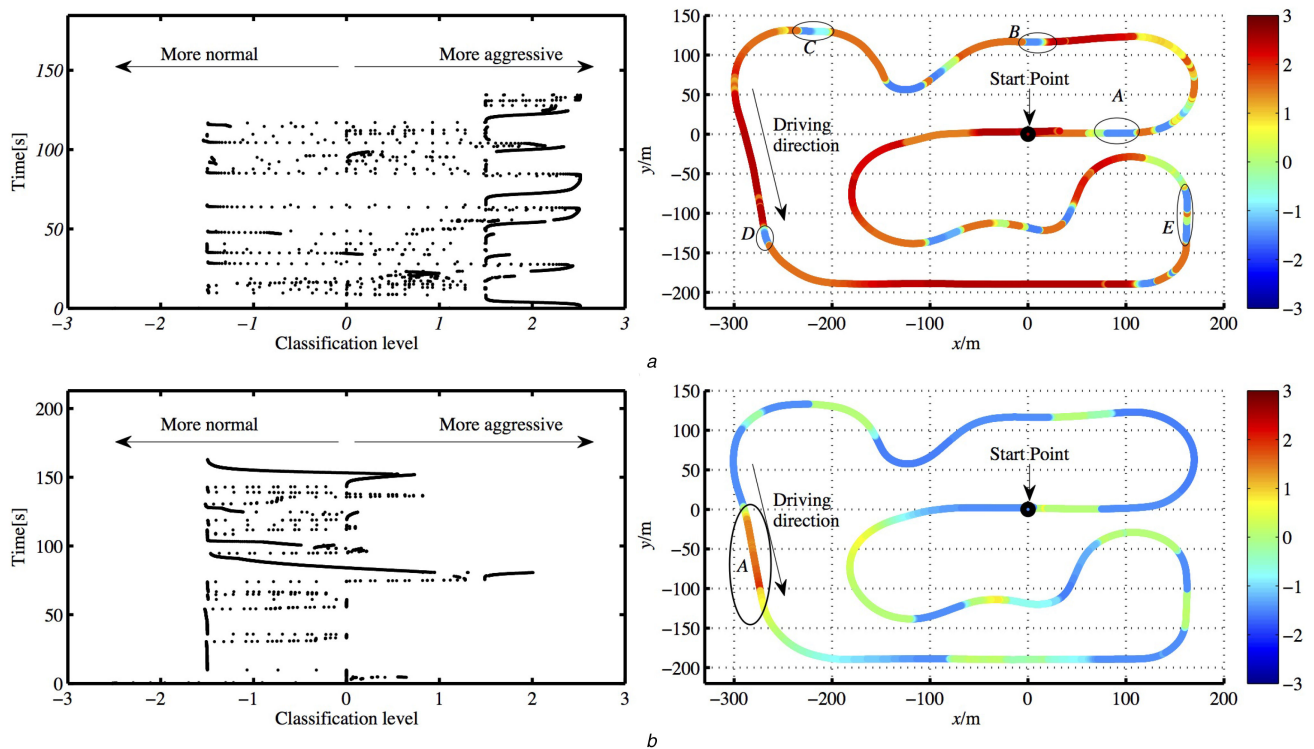 More normal
More aggressive
Time[s]
150
100
50
0
−3
−2
−1
0
1
2
3
Classification level
150
100
50
0
−50
−100
−150
−200
y/m
C
B
Start Point
A
Driving
direction
D
E
−300
−200
−100
0
100
200
x/m
3
2
1
0
−1
−2
−3
a
More normal
More aggressive
Time[s]
200
150
100
50
0
−3
−2
−1
0
1
2
3
Classification level
150
100
50
0
−50
−100
−150
−200
y/m
Start Point
Driving
direction
A
−300
−200
−100
0
100
200
x/m
3
2
1
0
−1
−2
−3
b